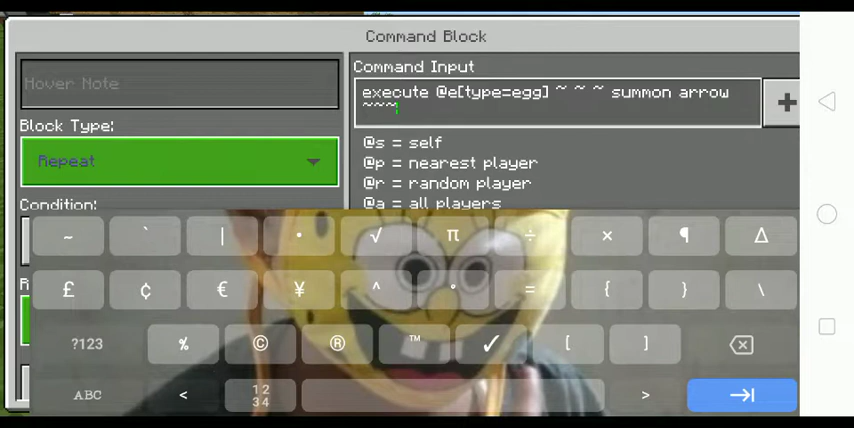 Command Block
Hover Note
Command Input
execute @e[type=egg] ~ ~ ~ summon arrow
~~~
+
Block Type:
Repeat
@s = self
@p = nearest player
@r = random player
@a = all players
Condition:
~ ` | • √ π ÷ × ¶ Δ
£ ¢ € ¥ ^ ° = { } \
?123 % © ® ™ ✓ [ ]
ABC < 12 34 >